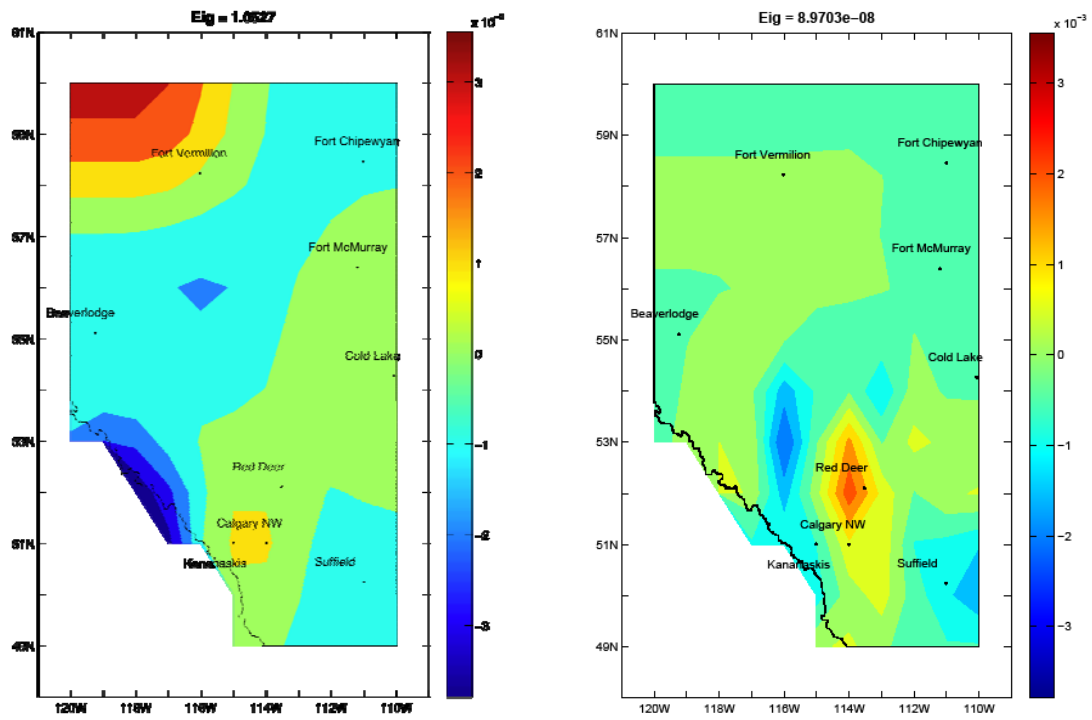 Eig = 1.0527
x 10⁻³
61N
59N
57N
55N
53N
51N
49N
120W
118W
116W
114W
112W
110W
Fort Vermilion
Fort Chipewyan
Fort McMurray
Beaverlodge
Cold Lake
Red Deer
Calgary NW
Suffield
3
2
1
0
−1
−2
−3
Eig = 8.9703e−08
x 10⁻³
61N
59N
57N
55N
53N
51N
49N
120W
118W
116W
114W
112W
110W
Fort Vermilion
Fort Chipewyan
Fort McMurray
Beaverlodge
Cold Lake
Red Deer
Calgary NW
Kananaskis
Suffield
3
2
1
0
−1
−2
−3